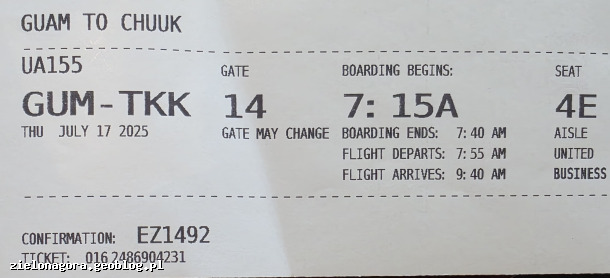 GUAM TO CHUUK
UA155 GATE BOARDING BEGINS: SEAT
GUM-TKK 14 7:15A 4E
THU JULY 17 2025 GATE MAY CHANGE BOARDING ENDS: 7:40 AM AISLE
FLIGHT DEPARTS: 7:55 AM UNITED
FLIGHT ARRIVES: 9:40 AM BUSINESS
CONFIRMATION: EZ1492
TICKET: 016 2486904231
zielonagora.geoblog.pl